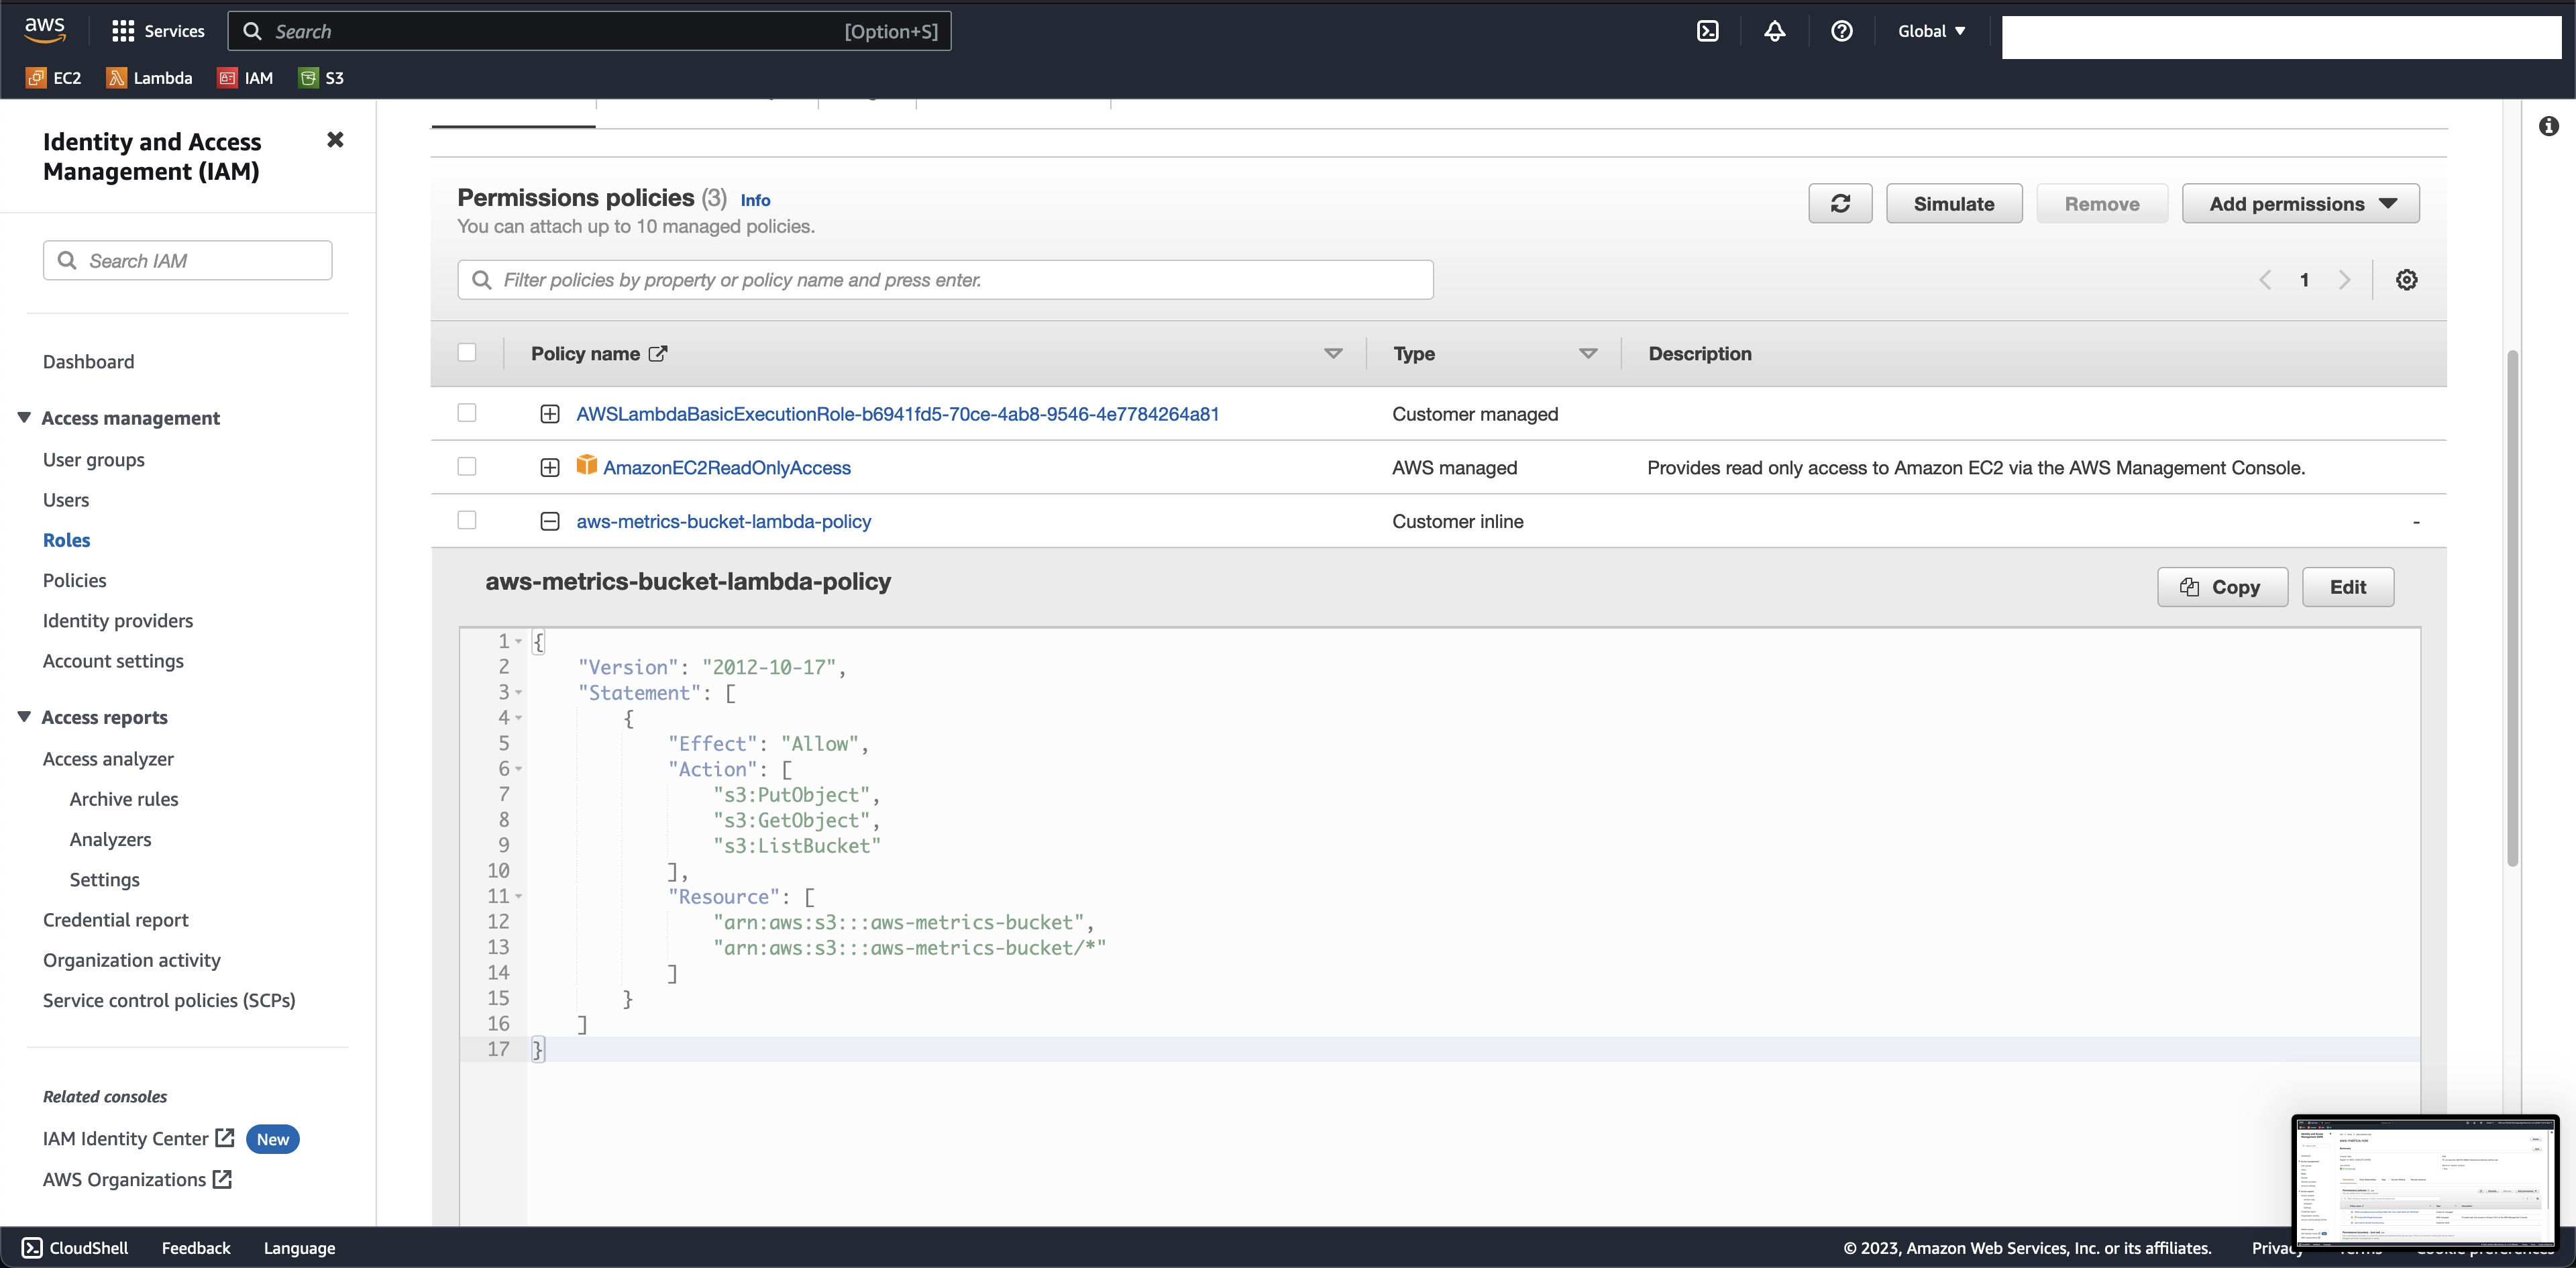 aws
Services
Search
[Option+S]
Global
EC2
Lambda
IAM
S3
Identity and Access
Management (IAM)
Search IAM
Dashboard
Access management
User groups
Users
Roles
Policies
Identity providers
Account settings
Access reports
Access analyzer
Archive rules
Analyzers
Settings
Credential report
Organization activity
Service control policies (SCPs)
Related consoles
IAM Identity Center New
AWS Organizations
Permissions policies (3) Info
You can attach up to 10 managed policies.
Simulate
Remove
Add permissions
Filter policies by property or policy name and press enter.
1
Policy name Type Description
AWSLambdaBasicExecutionRole-b6941fd5-70ce-4ab8-9546-4e7784264a81 Customer managed
AmazonEC2ReadOnlyAccess AWS managed Provides read only access to Amazon EC2 via the AWS Management Console.
aws-metrics-bucket-lambda-policy Customer inline -
aws-metrics-bucket-lambda-policy
Copy
Edit
1 {
2 "Version": "2012-10-17",
3 "Statement": [
4 {
5 "Effect": "Allow",
6 "Action": [
7 "s3:PutObject",
8 "s3:GetObject",
9 "s3:ListBucket"
10 ],
11 "Resource": [
12 "arn:aws:s3:::aws-metrics-bucket",
13 "arn:aws:s3:::aws-metrics-bucket/*"
14 ]
15 }
16 ]
17 }
CloudShell
Feedback
Language
© 2023, Amazon Web Services, Inc. or its affiliates.
Privacy
Terms
Cookie preferences